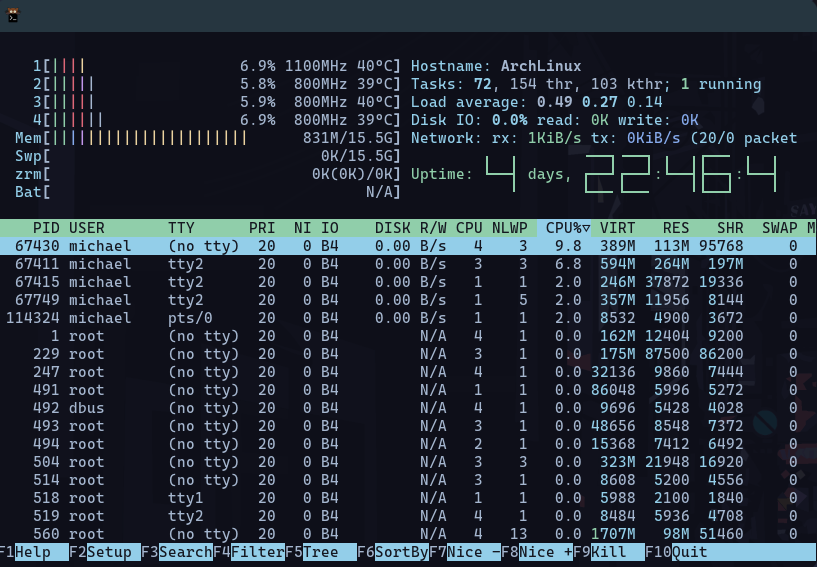 1[|||| 6.9% 1100MHz 40°C] Hostname: ArchLinux
2[||||| 5.8% 800MHz 39°C] Tasks: 72, 154 thr, 103 kthr; 1 running
3[||||| 5.9% 800MHz 40°C] Load average: 0.49 0.27 0.14
4[|||||| 6.9% 800MHz 39°C] Disk IO: 0.0% read: 0K write: 0K
Mem[|||||||||||||||||||||| 831M/15.5G] Network: rx: 1KiB/s tx: 0KiB/s (20/0 packet
Swp[ 0K/15.5G]
zrm[ 0K(0K)/0K] Uptime: 4 days, 22:46:4
Bat[ N/A]
PID USER TTY PRI NI IO DISK R/W CPU NLWP CPU%▽ VIRT RES SHR SWAP M
67430 michael (no tty) 20 0 B4 0.00 B/s 4 3 9.8 389M 113M 95768 0
67411 michael tty2 20 0 B4 0.00 B/s 3 3 6.8 594M 264M 197M 0
67415 michael tty2 20 0 B4 0.00 B/s 1 1 2.0 246M 37872 19336 0
67749 michael tty2 20 0 B4 0.00 B/s 1 5 2.0 357M 11956 8144 0
114324 michael pts/0 20 0 B4 0.00 B/s 1 1 2.0 8532 4900 3672 0
1 root (no tty) 20 0 B4 N/A 4 1 0.0 162M 12404 9200 0
229 root (no tty) 20 0 B4 N/A 3 1 0.0 175M 87500 86200 0
247 root (no tty) 20 0 B4 N/A 4 1 0.0 32136 9860 7444 0
491 root (no tty) 20 0 B4 N/A 1 1 0.0 86048 5996 5272 0
492 dbus (no tty) 20 0 B4 N/A 4 1 0.0 9696 5428 4028 0
493 root (no tty) 20 0 B4 N/A 3 1 0.0 48656 8548 7372 0
494 root (no tty) 20 0 B4 N/A 2 1 0.0 15368 7412 6492 0
504 root (no tty) 20 0 B4 N/A 3 3 0.0 323M 21948 16920 0
514 root (no tty) 20 0 B4 N/A 3 1 0.0 8608 5200 4556 0
518 root tty1 20 0 B4 N/A 1 1 0.0 5988 2100 1840 0
519 root tty2 20 0 B4 N/A 4 1 0.0 8484 5936 4708 0
560 root (no tty) 20 0 B4 N/A 4 13 0.0 1707M 98M 51460 0
F1Help F2Setup F3SearchF4FilterF5Tree F6SortByF7Nice -F8Nice +F9Kill F10Quit